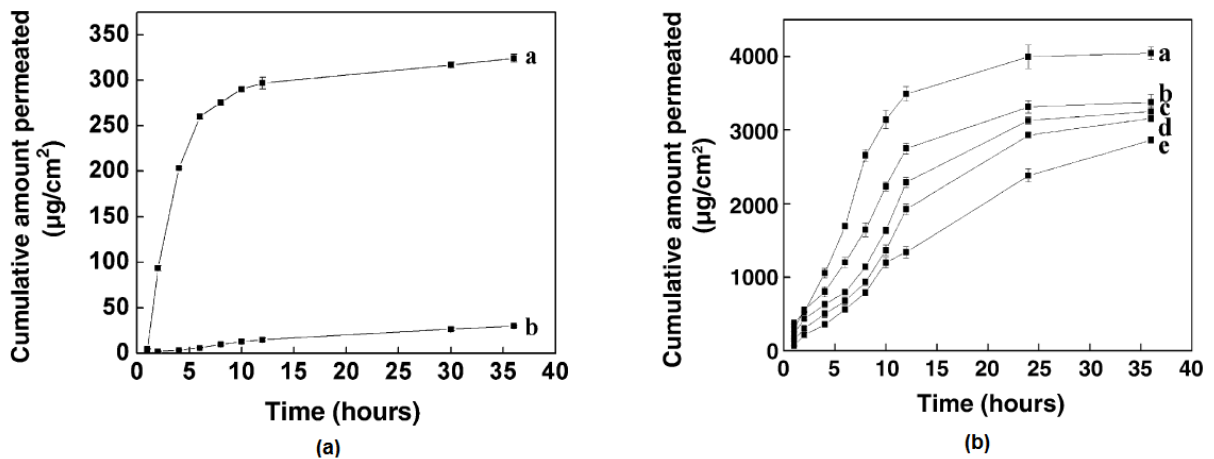 Cumulative amount permeated
(µg/cm²)
350
300
250
200
150
100
50
0
a
b
0 5 10 15 20 25 30 35 40
Time (hours)
(a)
Cumulative amount permeated
(µg/cm²)
4000
3000
2000
1000
0
a
b
c
d
e
0 5 10 15 20 25 30 35 40
Time (hours)
(b)